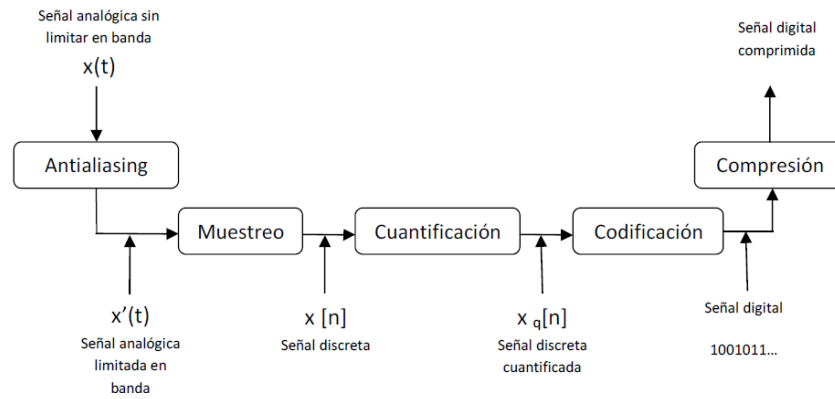 Señal analógica sin
limitar en banda
x(t)
Señal digital
comprimida
Antialiasing
Compresión
Muestreo
Cuantificación
Codificación
x'(t)
Señal analógica
limitada en
banda
x [n]
Señal discreta
x q[n]
Señal discreta
cuantificada
Señal digital
1001011...